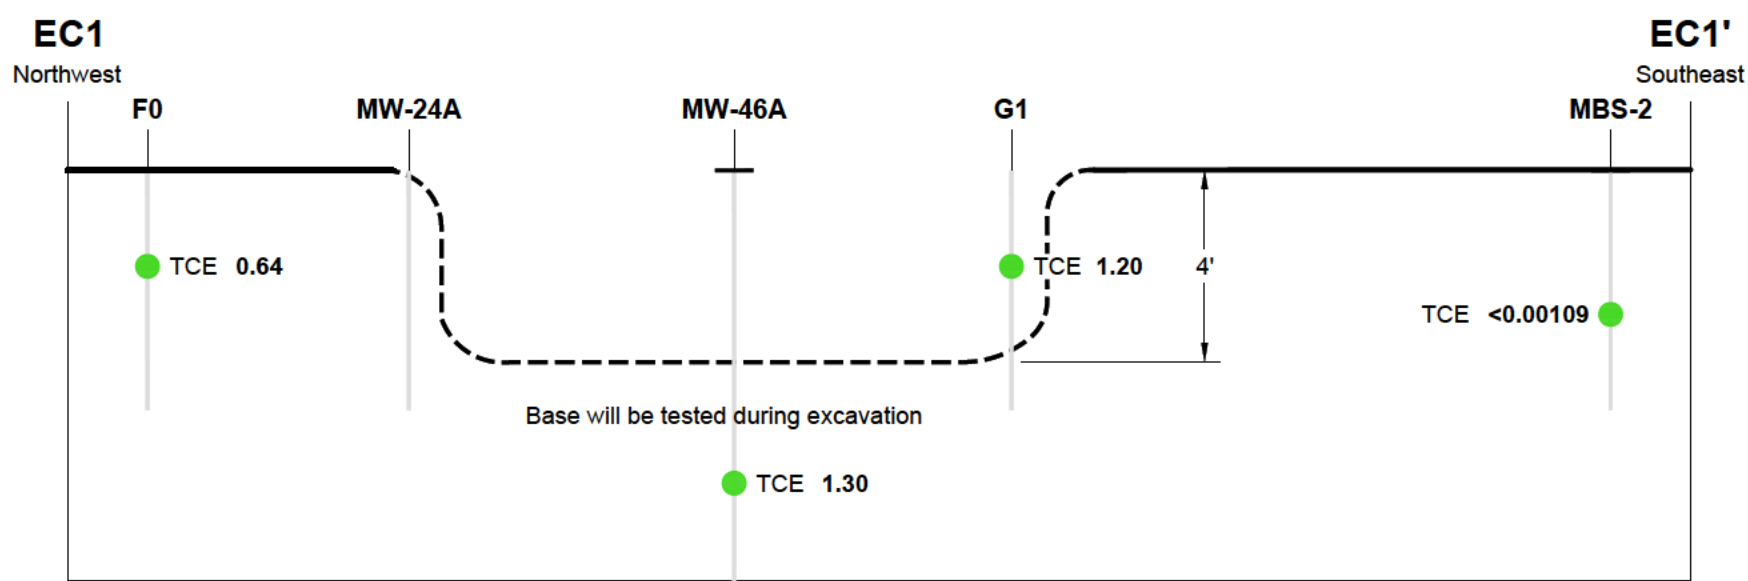 EC1
EC1'
Northwest
Southeast
F0
MW-24A
MW-46A
G1
MBS-2
TCE 0.64
TCE 1.20
4'
TCE <0.00109
Base will be tested during excavation
TCE 1.30